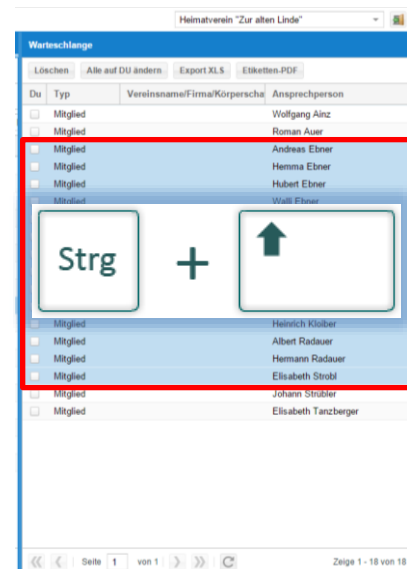 Heimatverein "Zur alten Linde"
Warteschlange
Löschen Alle auf DU ändern Export XLS Etiketten-PDF
Du Typ Vereinsname/Firma/Körperscha Ansprechperson
Mitglied Wolfgang Ainz
Mitglied Roman Auer
Mitglied Andreas Ebner
Mitglied Hemma Ebner
Mitglied Hubert Ebner
Mitglied Walli Ebner
Strg +
Mitglied Heinrich Kloiber
Mitglied Albert Radauer
Mitglied Hermann Radauer
Mitglied Elisabeth Strobl
Mitglied Johann Strübler
Mitglied Elisabeth Tanzberger
Seite 1 von 1 Zeige 1 - 18 von 18